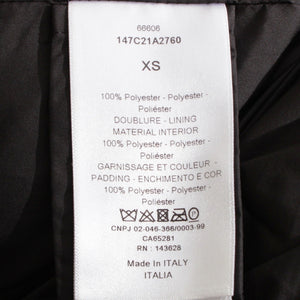 66606
147C21A2760
XS
100% Polyester - Polyester -
Poliéster
DOUBLURE - LINING
MATERIAL INTERIOR
100% Polyester - Polyester -
Poliéster
GARNISSAGE ET COULEUR -
PADDING - ENCHIMENTO E COR
100% Polyester - Polyester -
Poliéster
CNPJ 02-046-366/0003-99
CA65281
RN : 143628
Made In ITALY
ITALIA